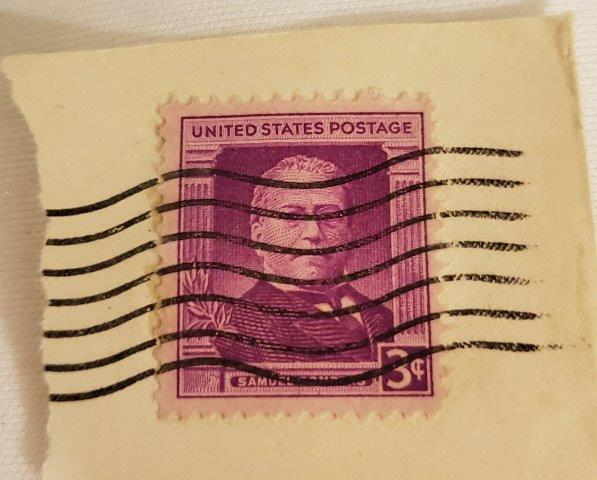 UNITED STATES POSTAGE
SAMUEL
3¢